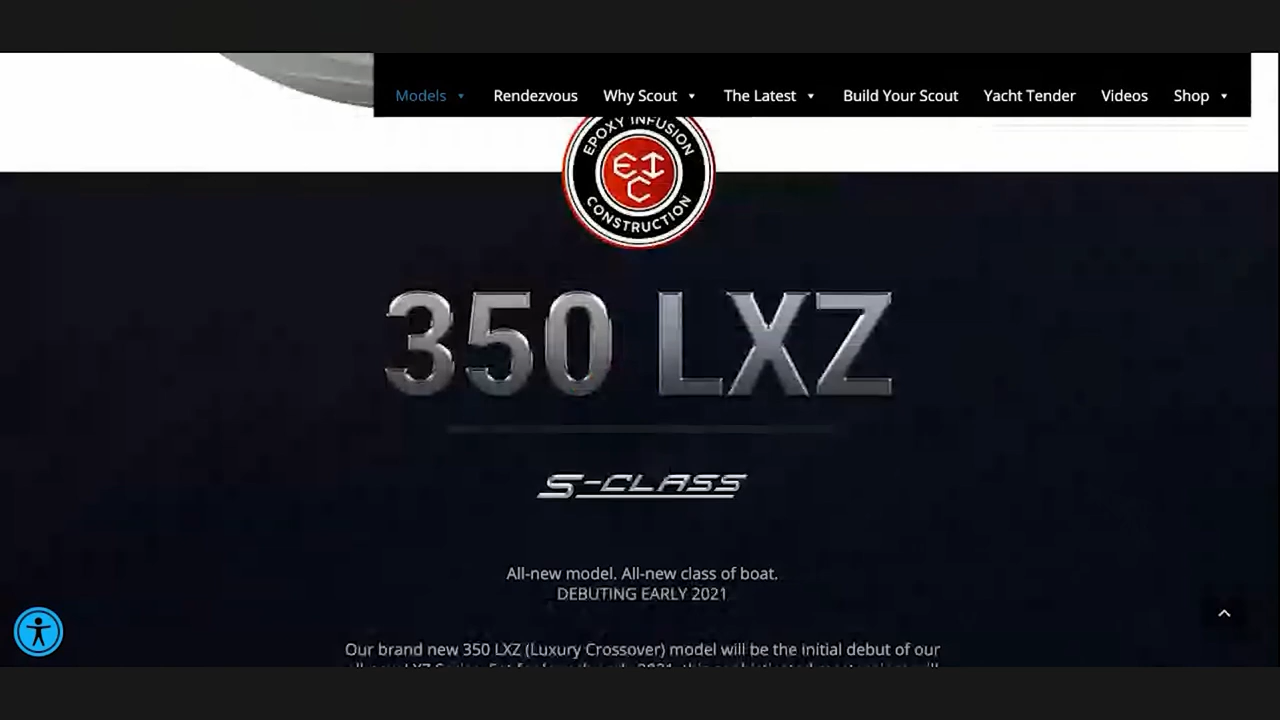 Models
Rendezvous
Why Scout
The Latest
Build Your Scout
Yacht Tender
Videos
Shop
EPOXY INFUSION
EIC
CONSTRUCTION
350 LXZ
S-CLASS
All-new model. All-new class of boat.
DEBUTING EARLY 2021
Our brand new 350 LXZ (Luxury Crossover) model will be the initial debut of our